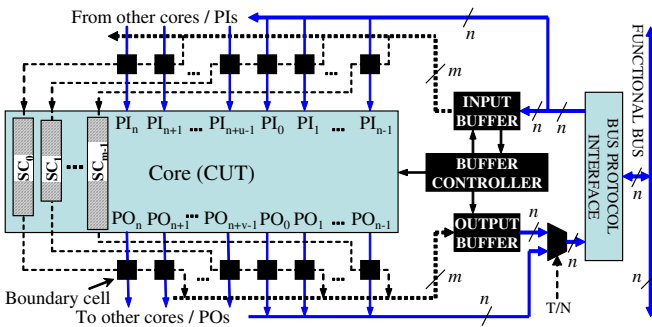 From other cores / PIs
n
m
PIn PIn+1 ... PIn+u-1 PI0 PI1 ... PIn-1
INPUT
BUFFER
n
n
n
FUNCTIONAL BUS
BUS PROTOCOL
INTERFACE
SC0
SC1
...
SCm-1
Core (CUT)
BUFFER
CONTROLLER
n
POn POn+1 ... POn+v-1 PO0 PO1 ... POn-1
OUTPUT
BUFFER
n
n
m
T/N
Boundary cell
To other cores / POs
n